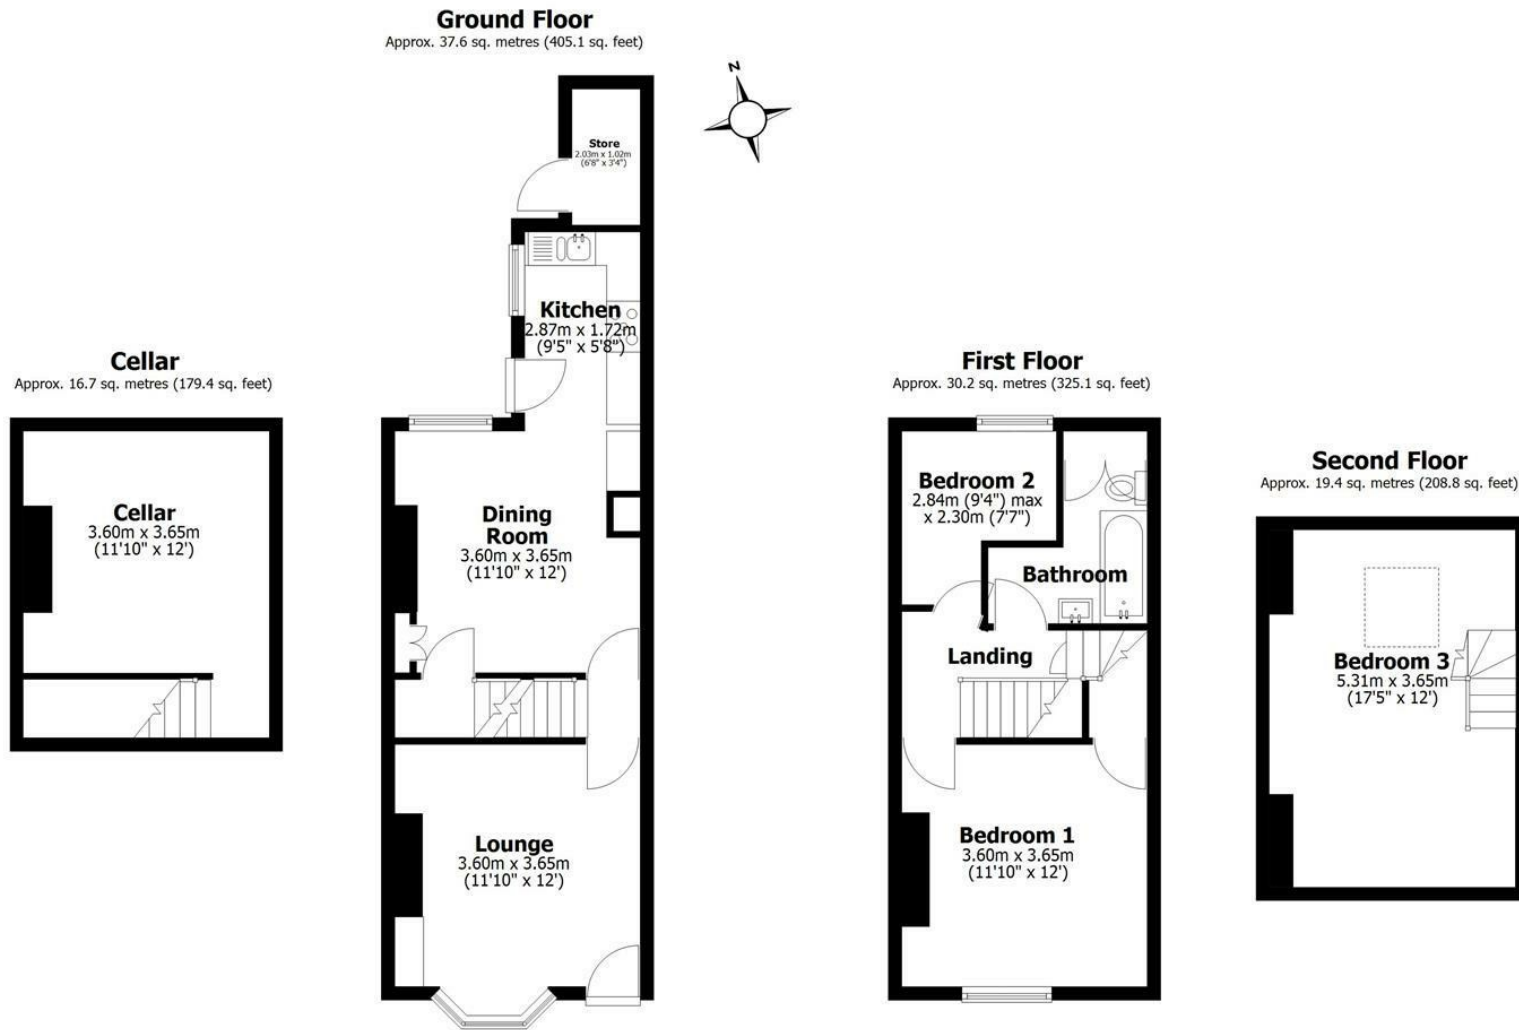 Ground Floor
Approx. 37.6 sq. metres (405.1 sq. feet)
N
Store
2.03m x 1.02m
(6'8" x 3'4")
Kitchen
2.87m x 1.72m
(9'5" x 5'8")
Dining
Room
3.60m x 3.65m
(11'10" x 12')
Lounge
3.60m x 3.65m
(11'10" x 12')
Cellar
Approx. 16.7 sq. metres (179.4 sq. feet)
Cellar
3.60m x 3.65m
(11'10" x 12')
First Floor
Approx. 30.2 sq. metres (325.1 sq. feet)
Bedroom 2
2.84m (9'4") max
x 2.30m (7'7")
Bathroom
Landing
Bedroom 1
3.60m x 3.65m
(11'10" x 12')
Second Floor
Approx. 19.4 sq. metres (208.8 sq. feet)
Bedroom 3
5.31m x 3.65m
(17'5" x 12')